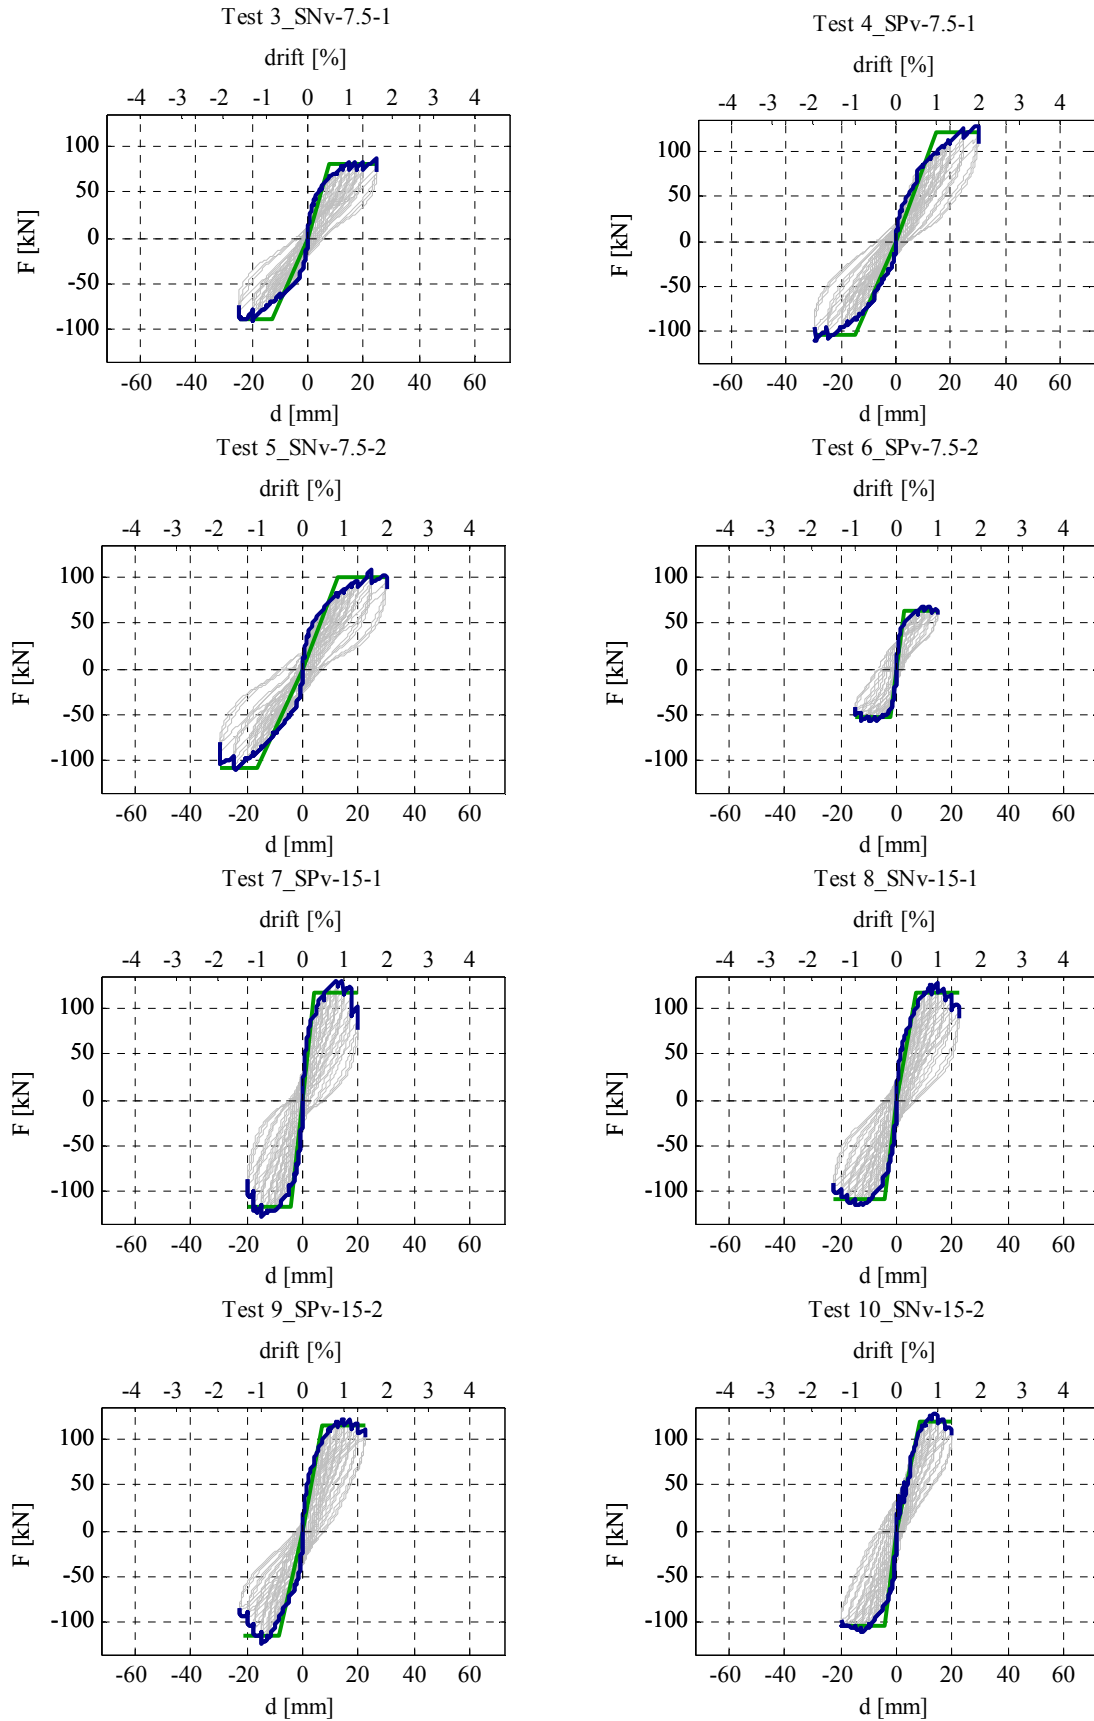 Test 3_SNv-7.5-1
drift [%]
-4 -3 -2 -1 0 1 2 3 4
100
50
0
-50
-100
F [kN]
-60 -40 -20 0 20 40 60
d [mm]
Test 4_SPv-7.5-1
drift [%]
-4 -3 -2 -1 0 1 2 3 4
100
50
0
-50
-100
F [kN]
-60 -40 -20 0 20 40 60
d [mm]
Test 5_SNv-7.5-2
drift [%]
-4 -3 -2 -1 0 1 2 3 4
100
50
0
-50
-100
F [kN]
-60 -40 -20 0 20 40 60
d [mm]
Test 6_SPv-7.5-2
drift [%]
-4 -3 -2 -1 0 1 2 3 4
100
50
0
-50
-100
F [kN]
-60 -40 -20 0 20 40 60
d [mm]
Test 7_SPv-15-1
drift [%]
-4 -3 -2 -1 0 1 2 3 4
100
50
0
-50
-100
F [kN]
-60 -40 -20 0 20 40 60
d [mm]
Test 8_SNv-15-1
drift [%]
-4 -3 -2 -1 0 1 2 3 4
100
50
0
-50
-100
F [kN]
-60 -40 -20 0 20 40 60
d [mm]
Test 9_SPv-15-2
drift [%]
-4 -3 -2 -1 0 1 2 3 4
100
50
0
-50
-100
F [kN]
-60 -40 -20 0 20 40 60
d [mm]
Test 10_SNv-15-2
drift [%]
-4 -3 -2 -1 0 1 2 3 4
100
50
0
-50
-100
F [kN]
-60 -40 -20 0 20 40 60
d [mm]